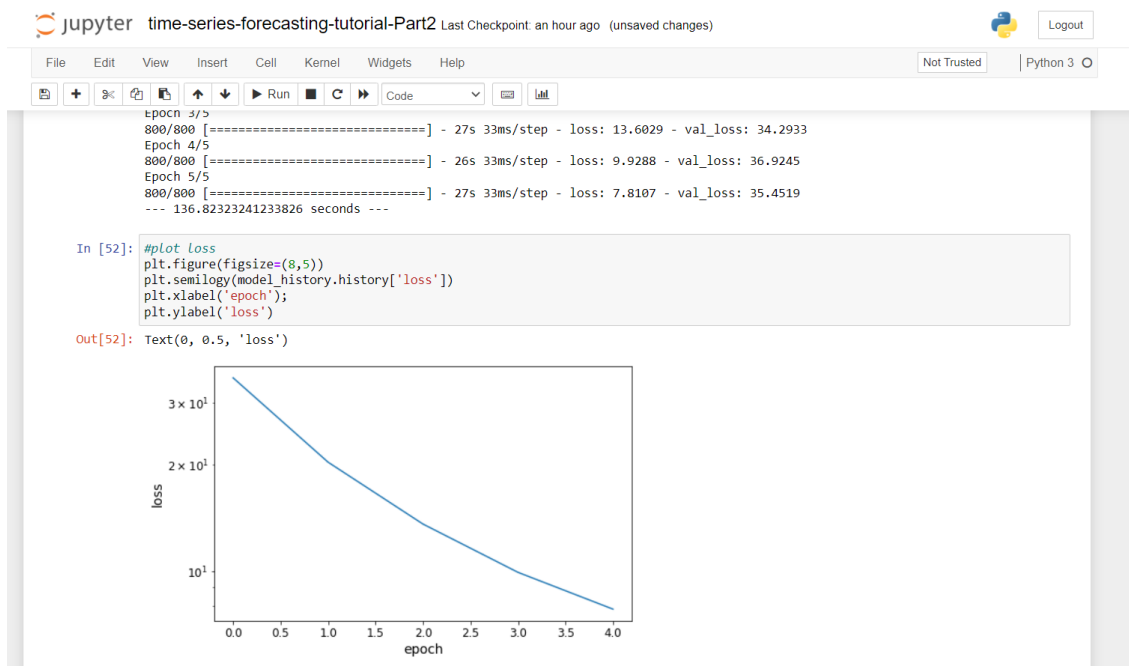 jupyter time-series-forecasting-tutorial-Part2 Last Checkpoint: an hour ago (unsaved changes) Logout
File Edit View Insert Cell Kernel Widgets Help Not Trusted Python 3
Run Code
Epoch 3/5
800/800 [==============================] - 27s 33ms/step - loss: 13.6029 - val_loss: 34.2933
Epoch 4/5
800/800 [==============================] - 26s 33ms/step - loss: 9.9288 - val_loss: 36.9245
Epoch 5/5
800/800 [==============================] - 27s 33ms/step - loss: 7.8107 - val_loss: 35.4519
--- 136.82323241233826 seconds ---
In [52]: #plot loss
plt.figure(figsize=(8,5))
plt.semilogy(model_history.history['loss'])
plt.xlabel('epoch');
plt.ylabel('loss')
Out[52]: Text(0, 0.5, 'loss')
3 × 10¹
2 × 10¹
loss
10¹
0.0 0.5 1.0 1.5 2.0 2.5 3.0 3.5 4.0
epoch